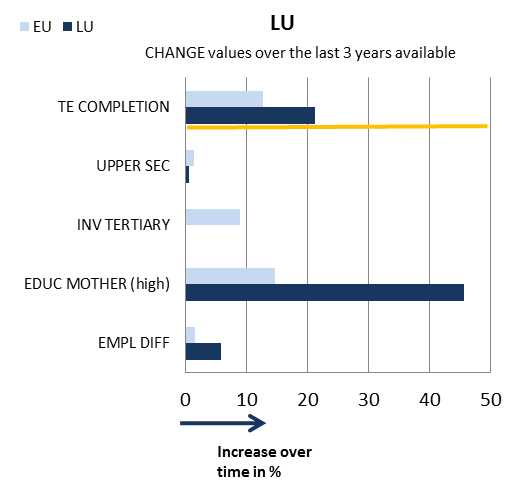 LU
EU LU
CHANGE values over the last 3 years available
TE COMPLETION
UPPER SEC
INV TERTIARY
EDUC MOTHER (high)
EMPL DIFF
0 10 20 30 40 50
Increase over
time in %